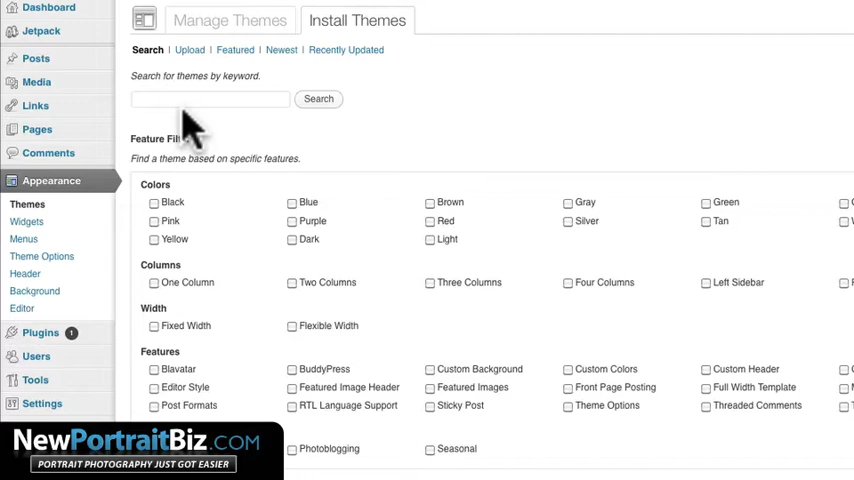 Dashboard
Jetpack
Posts
Media
Links
Pages
Comments
Appearance
Themes
Widgets
Menus
Theme Options
Header
Background
Editor
Plugins 1
Users
Tools
Settings
Manage Themes Install Themes
Search | Upload | Featured | Newest | Recently Updated
Search for themes by keyword.
Search
Feature
Find a theme based on specific features.
Colors
Black Blue Brown Gray Green
Pink Purple Red Silver Tan
Yellow Dark Light
Columns
One Column Two Columns Three Columns Four Columns Left Sidebar
Width
Fixed Width Flexible Width
Features
Blavatar BuddyPress Custom Background Custom Colors Custom Header
Editor Style Featured Image Header Featured Images Front Page Posting Full Width Template
Post Formats RTL Language Support Sticky Post Theme Options Threaded Comments
Photoblogging Seasonal
NewPortraitBiz.COM
PORTRAIT PHOTOGRAPHY JUST GOT EASIER